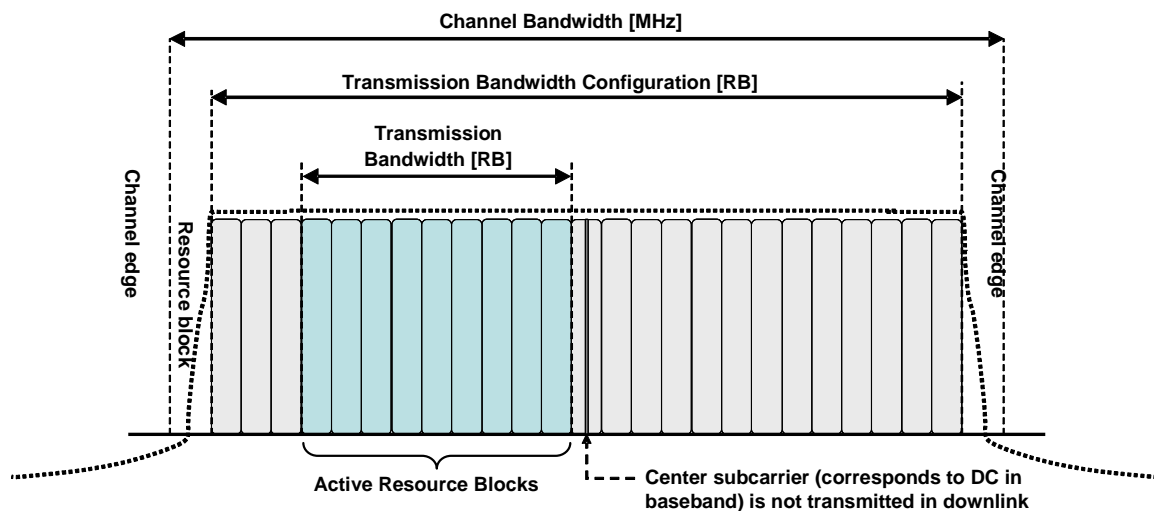 Channel Bandwidth [MHz]
Transmission Bandwidth Configuration [RB]
Transmission
Bandwidth [RB]
Channel edge
Resource block
Channel edge
Active Resource Blocks
Center subcarrier (corresponds to DC in
baseband) is not transmitted in downlink